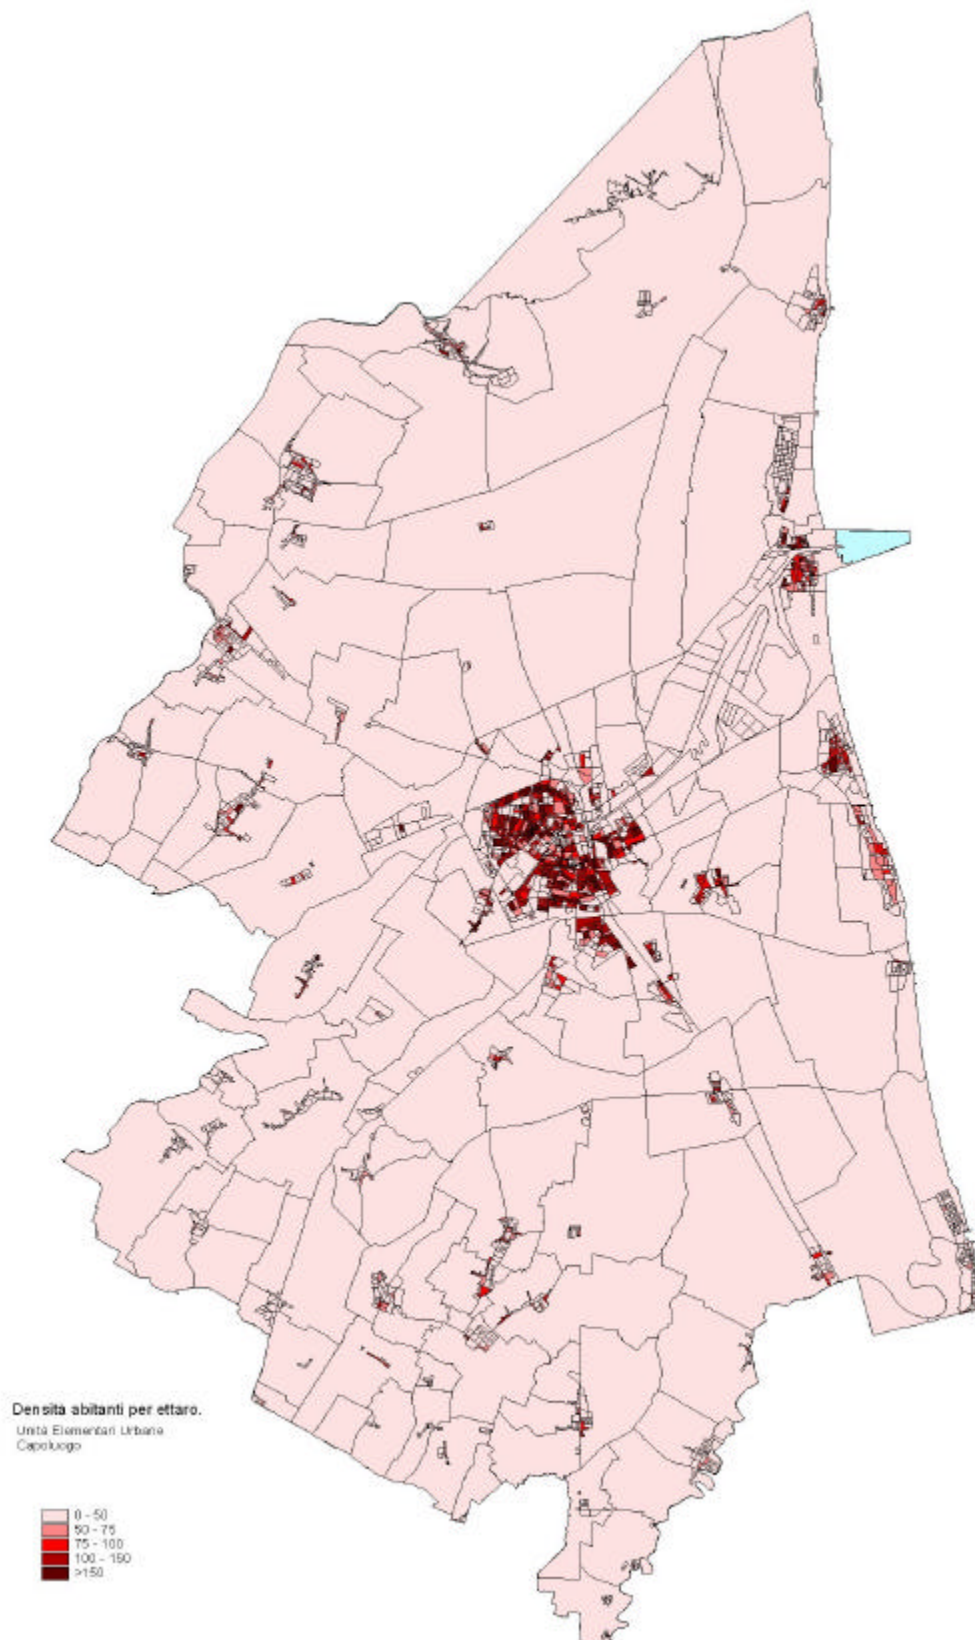 Densità abitanti per ettaro.
Unità Elementari Urbane
Capoluogo
0 - 50
50 - 75
75 - 100
100 - 150
>150